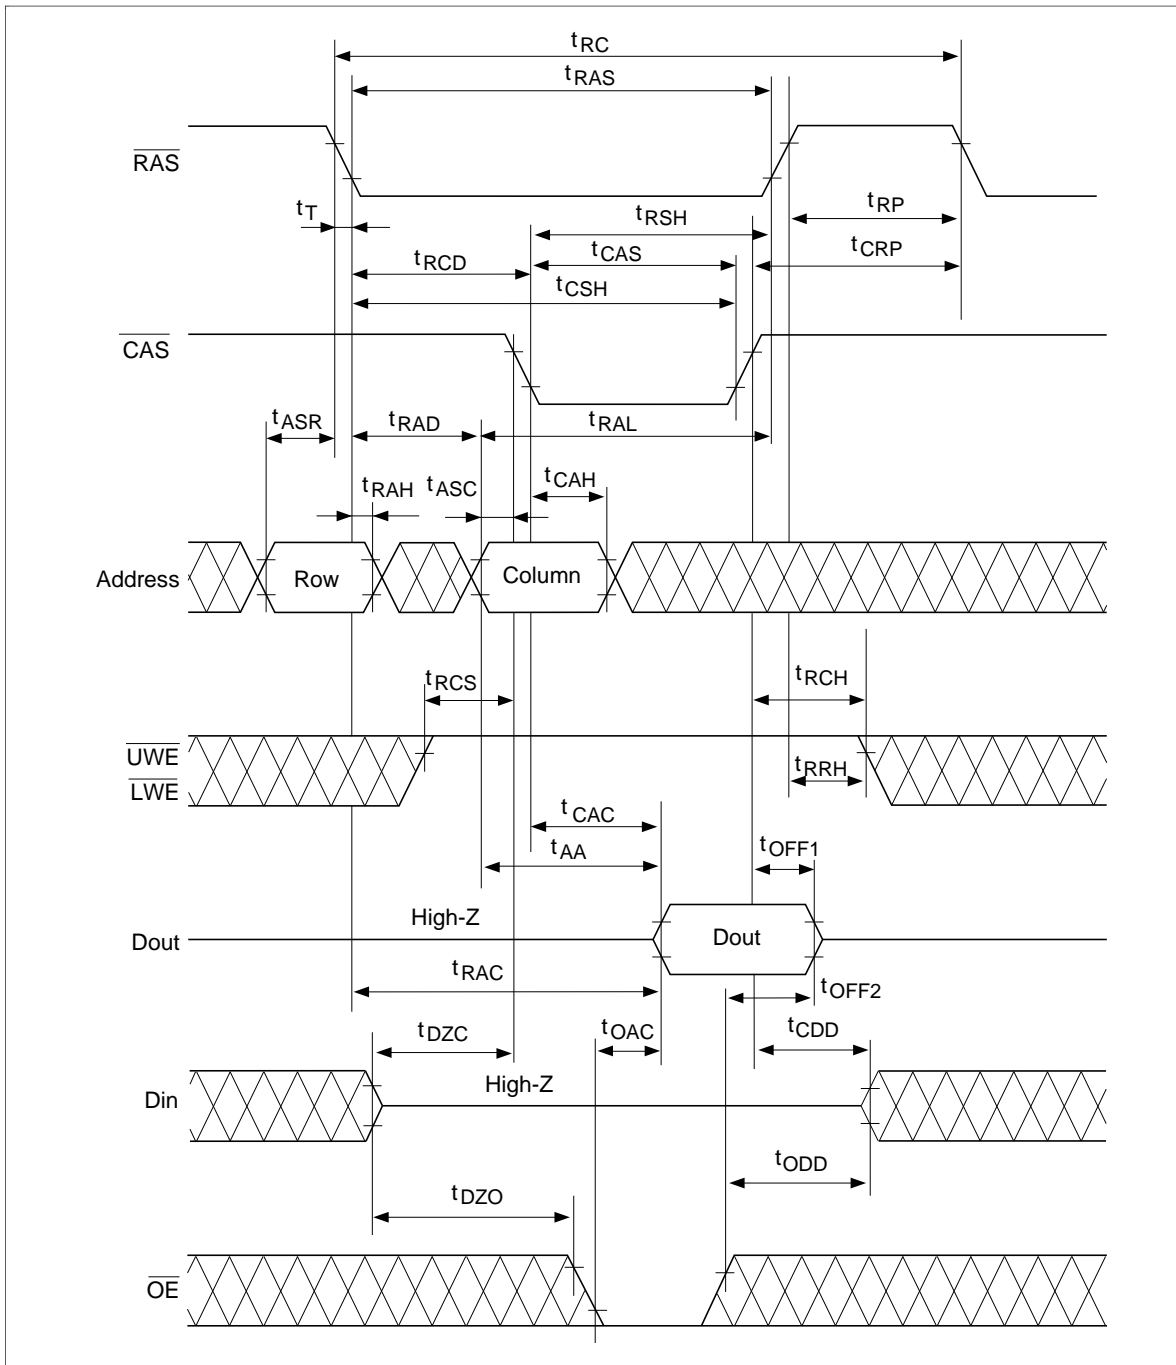 tRC
tRAS
RAS
tT
tRSH
tRP
tRCD
tCAS
tCRP
tCSH
CAS
tASR
tRAD
tRAL
tRAH
tASC
tCAH
Address
Row
Column
tRCS
tRCH
UWE
LWE
tRRH
tCAC
tAA
tOFF1
High-Z
Dout
Dout
tRAC
tOFF2
tDZC
tOAC
tCDD
High-Z
Din
tODD
tDZO
OE